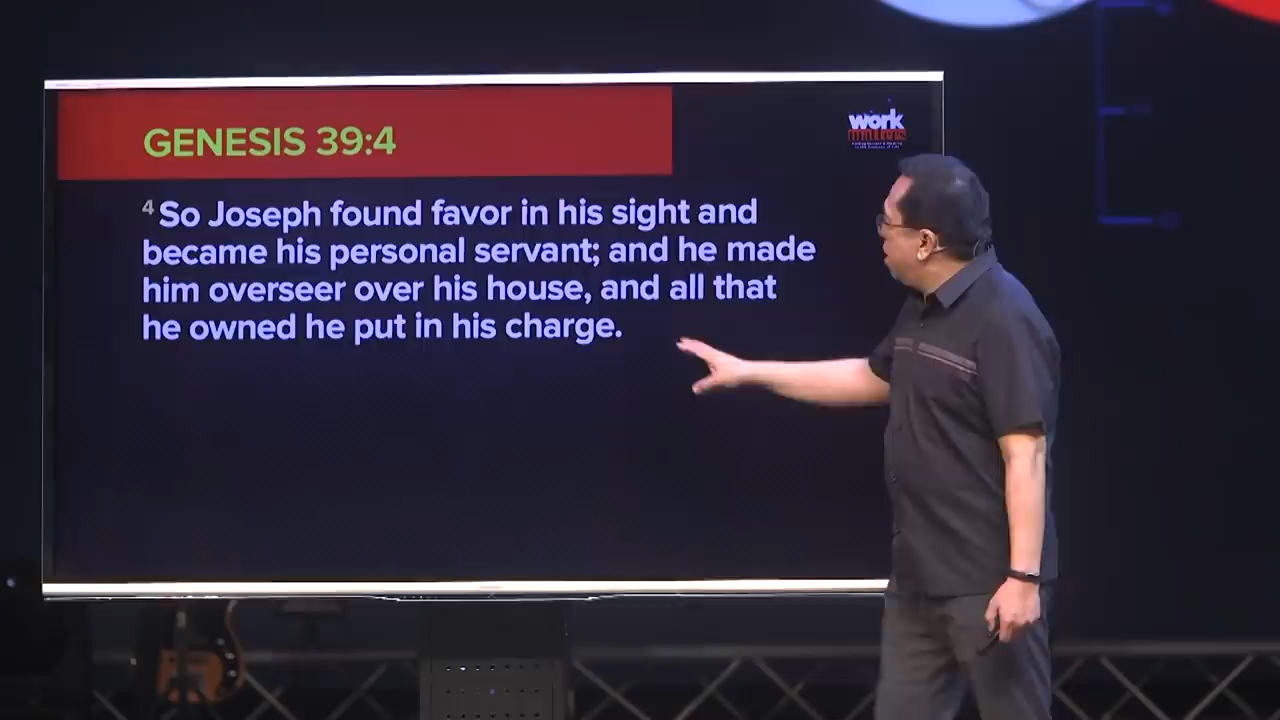 GENESIS 39:4
work
4 So Joseph found favor in his sight and
became his personal servant; and he made
him overseer over his house, and all that
he owned he put in his charge.